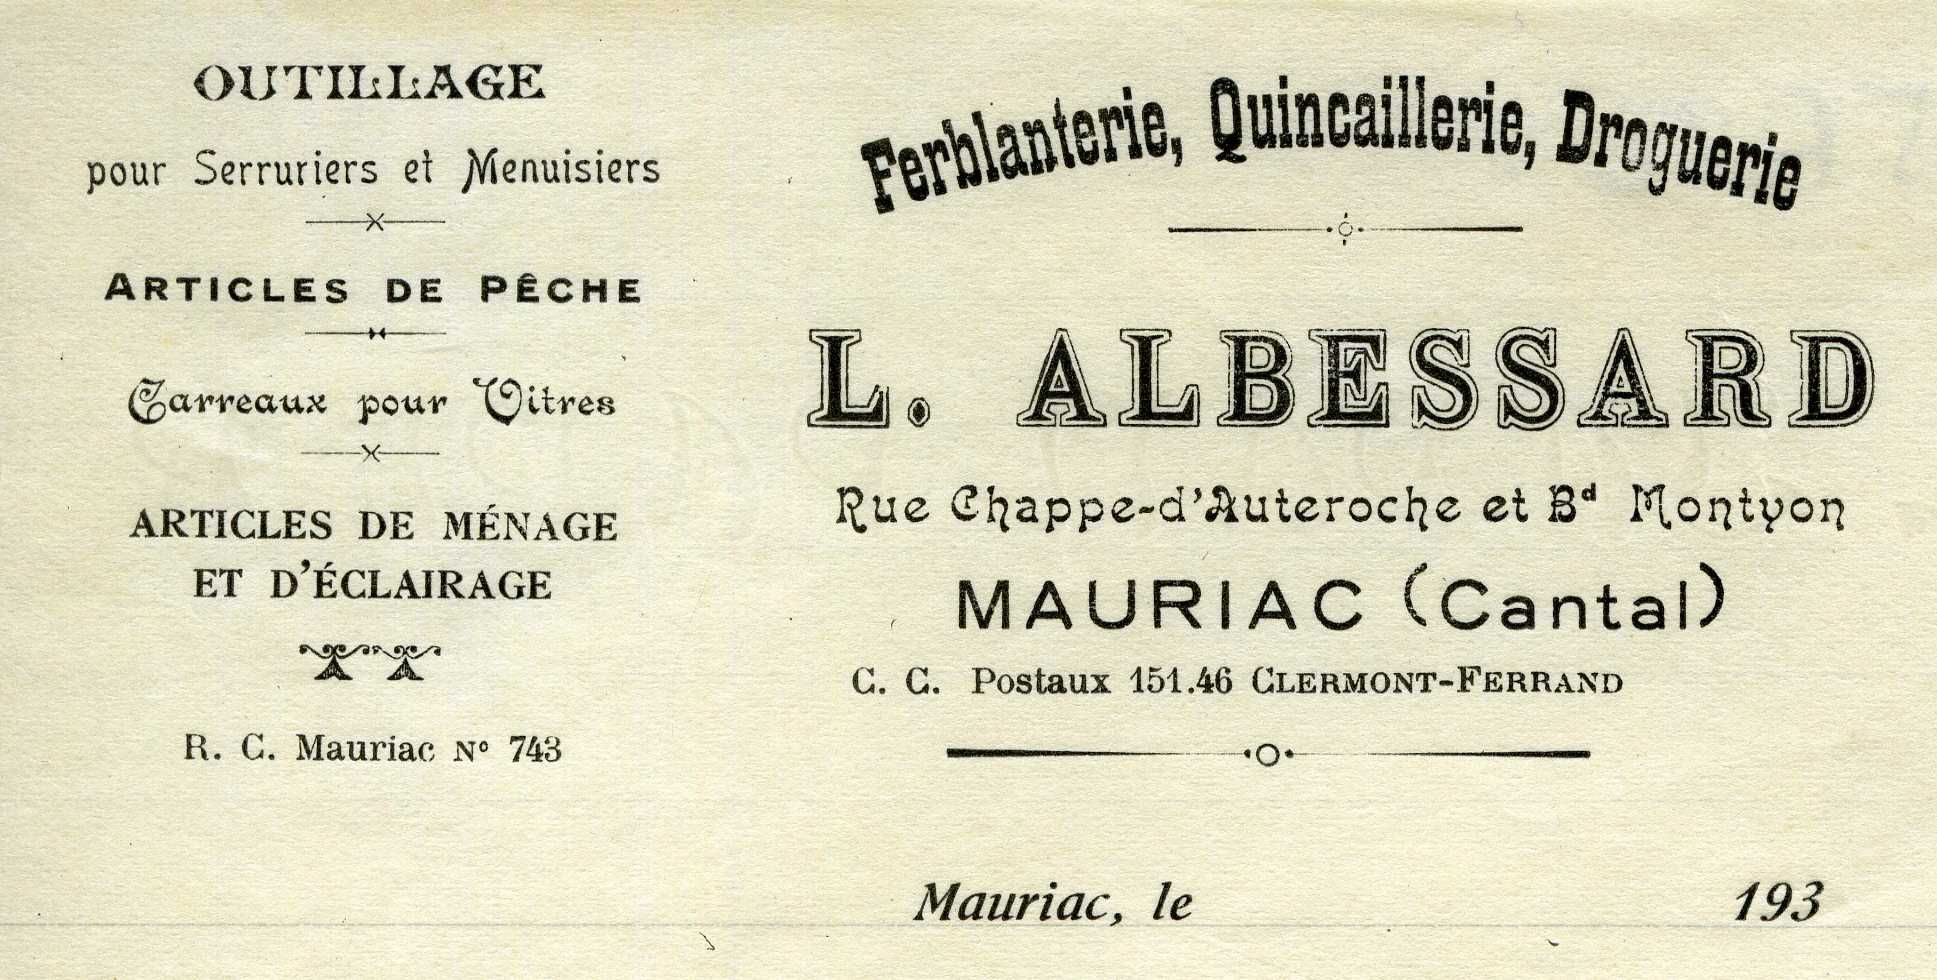 OUTILLAGE
pour Serruriers et Menuisiers
ARTICLES DE PÊCHE
Carreaux pour Vitres
ARTICLES DE MÉNAGE
ET D'ÉCLAIRAGE
R. C. Mauriac N° 743
Ferblanterie, Quincaillerie, Droguerie
L. ALBESSARD
Rue Chappe-d'Auteroche et Bd Montyon
MAURIAC (Cantal)
C. C. Postaux 151.46 CLERMONT-FERRAND
Mauriac, le 193